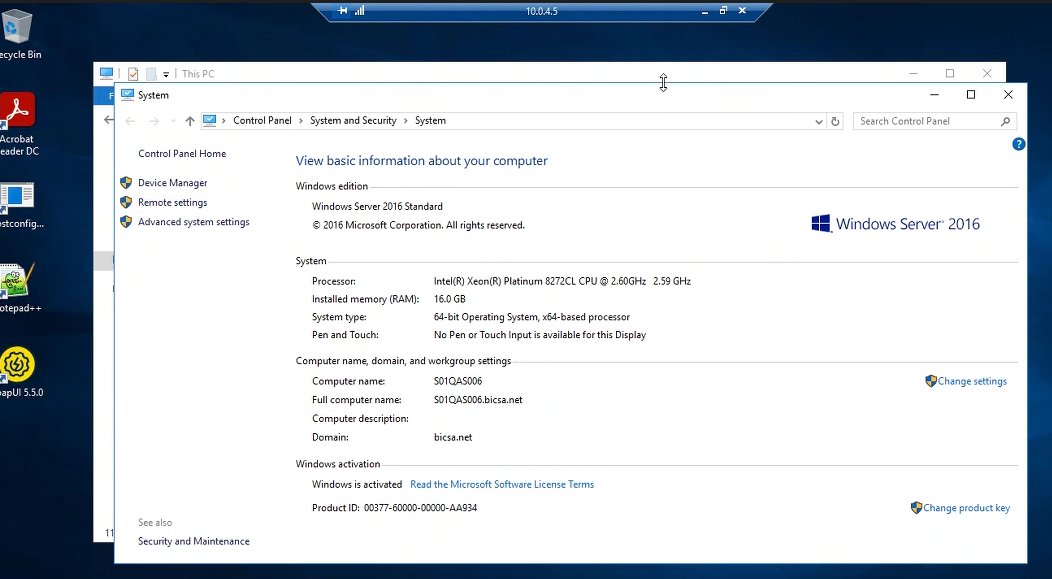 10.0.4.5
ecycle Bin
Acrobat
eader DC
ostconfig...
otepad++
apUI 5.5.0
This PC
F
System
Control Panel > System and Security > System
Search Control Panel
Control Panel Home
Device Manager
Remote settings
Advanced system settings
View basic information about your computer
Windows edition
Windows Server 2016 Standard
© 2016 Microsoft Corporation. All rights reserved.
Windows Server® 2016
System
Processor: Intel(R) Xeon(R) Platinum 8272CL CPU @ 2.60GHz 2.59 GHz
Installed memory (RAM): 16.0 GB
System type: 64-bit Operating System, x64-based processor
Pen and Touch: No Pen or Touch Input is available for this Display
Computer name, domain, and workgroup settings
Computer name: S01QAS006
Change settings
Full computer name: S01QAS006.bicsa.net
Computer description:
Domain: bicsa.net
Windows activation
Windows is activated Read the Microsoft Software License Terms
Product ID: 00377-60000-00000-AA934
Change product key
See also
Security and Maintenance
11